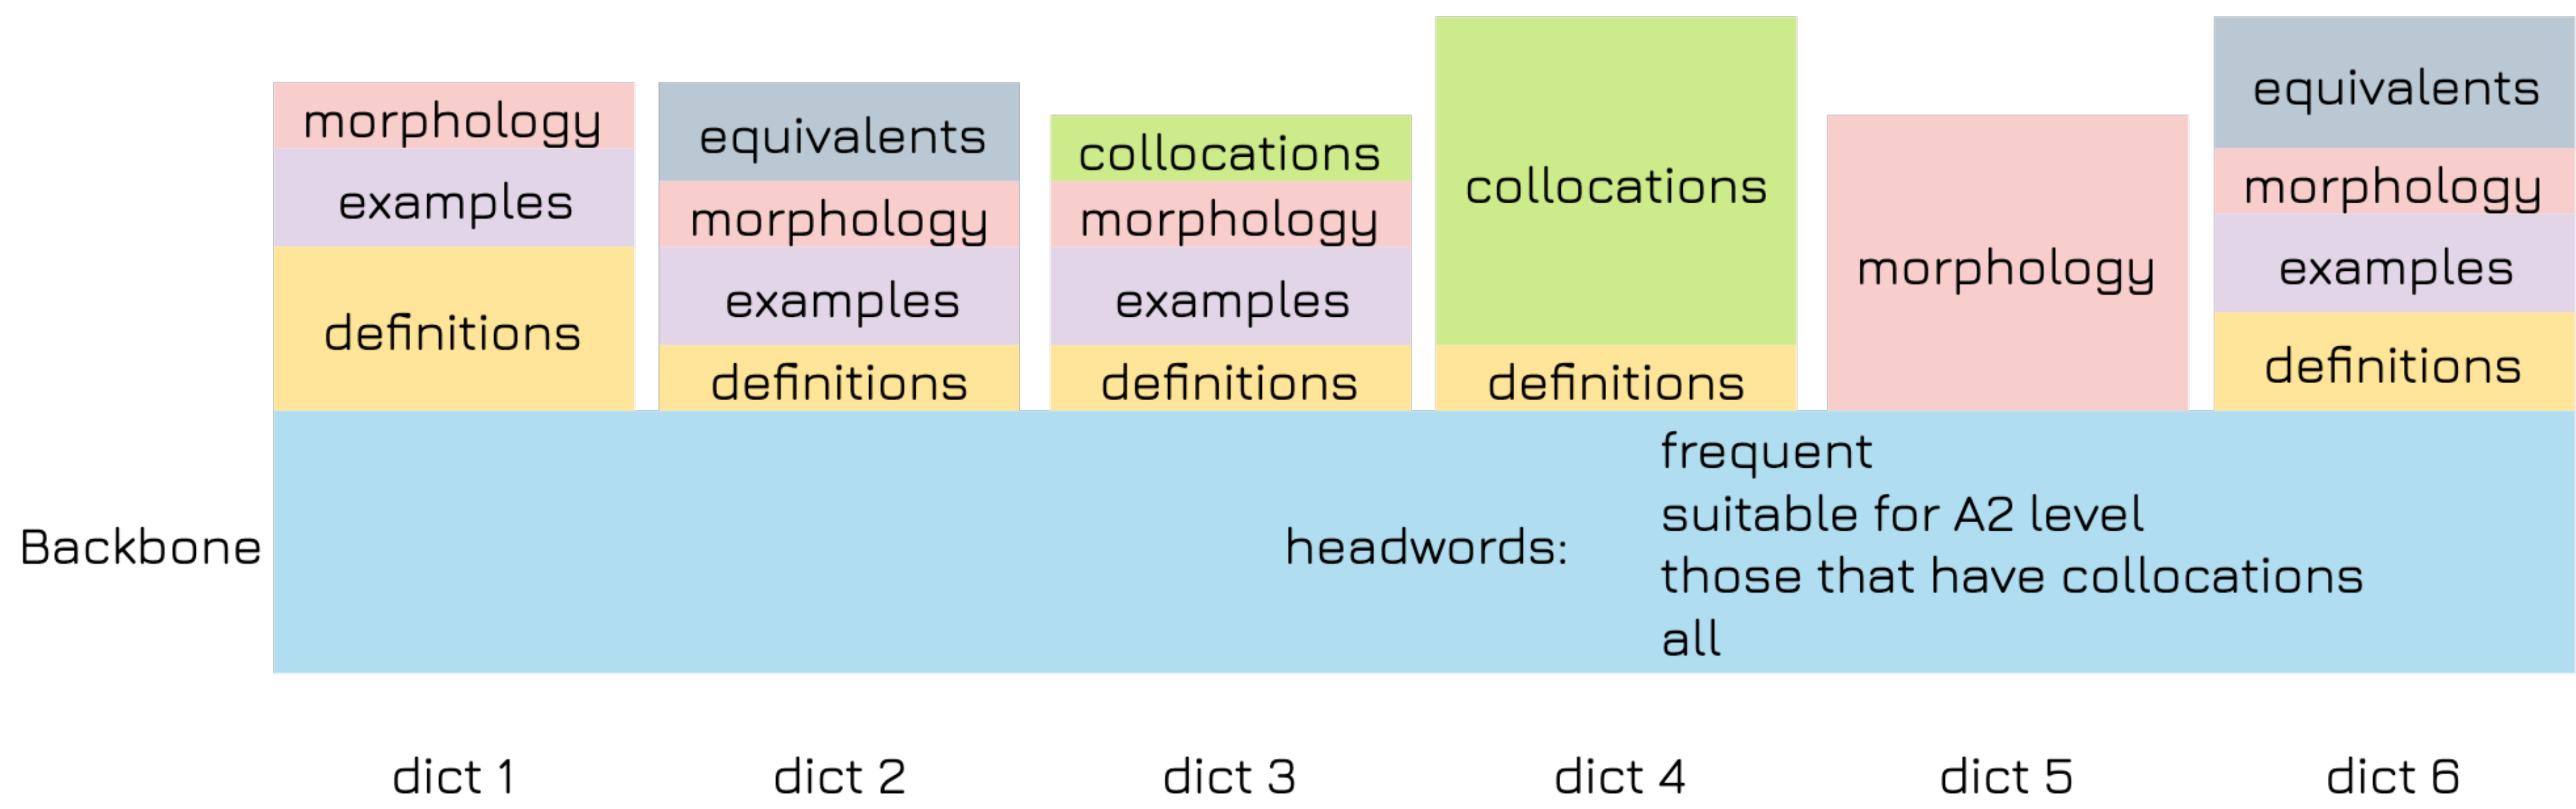 morphology
examples
definitions
equivalents
morphology
examples
definitions
collocations
morphology
examples
definitions
collocations
definitions
morphology
equivalents
morphology
examples
definitions
Backbone
headwords:
frequent
suitable for A2 level
those that have collocations
all
dict 1
dict 2
dict 3
dict 4
dict 5
dict 6